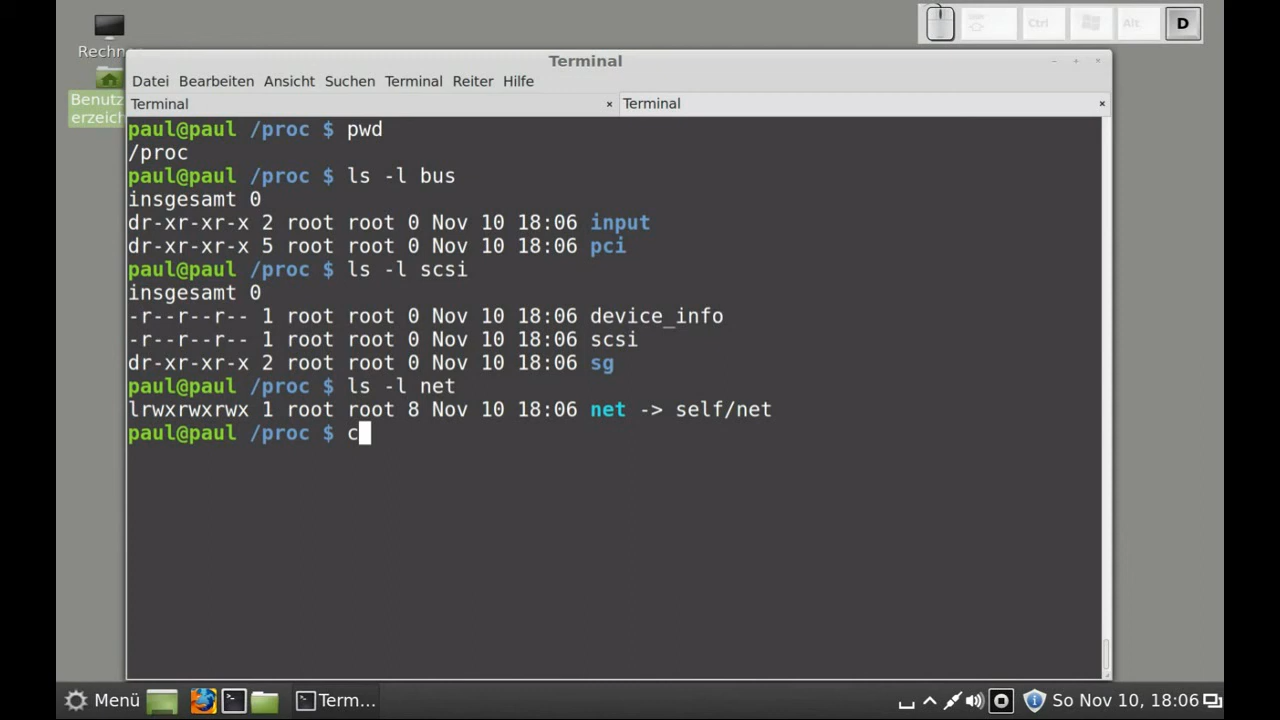 Ctrl Alt D
Rechner
Terminal
Datei Bearbeiten Ansicht Suchen Terminal Reiter Hilfe
Benutz
erzeich
Terminal × Terminal ×
paul@paul /proc $ pwd
/proc
paul@paul /proc $ ls -l bus
insgesamt 0
dr-xr-xr-x 2 root root 0 Nov 10 18:06 input
dr-xr-xr-x 5 root root 0 Nov 10 18:06 pci
paul@paul /proc $ ls -l scsi
insgesamt 0
-r--r--r-- 1 root root 0 Nov 10 18:06 device_info
-r--r--r-- 1 root root 0 Nov 10 18:06 scsi
dr-xr-xr-x 2 root root 0 Nov 10 18:06 sg
paul@paul /proc $ ls -l net
lrwxrwxrwx 1 root root 8 Nov 10 18:06 net -> self/net
paul@paul /proc $ c
Menü Term... So Nov 10, 18:06